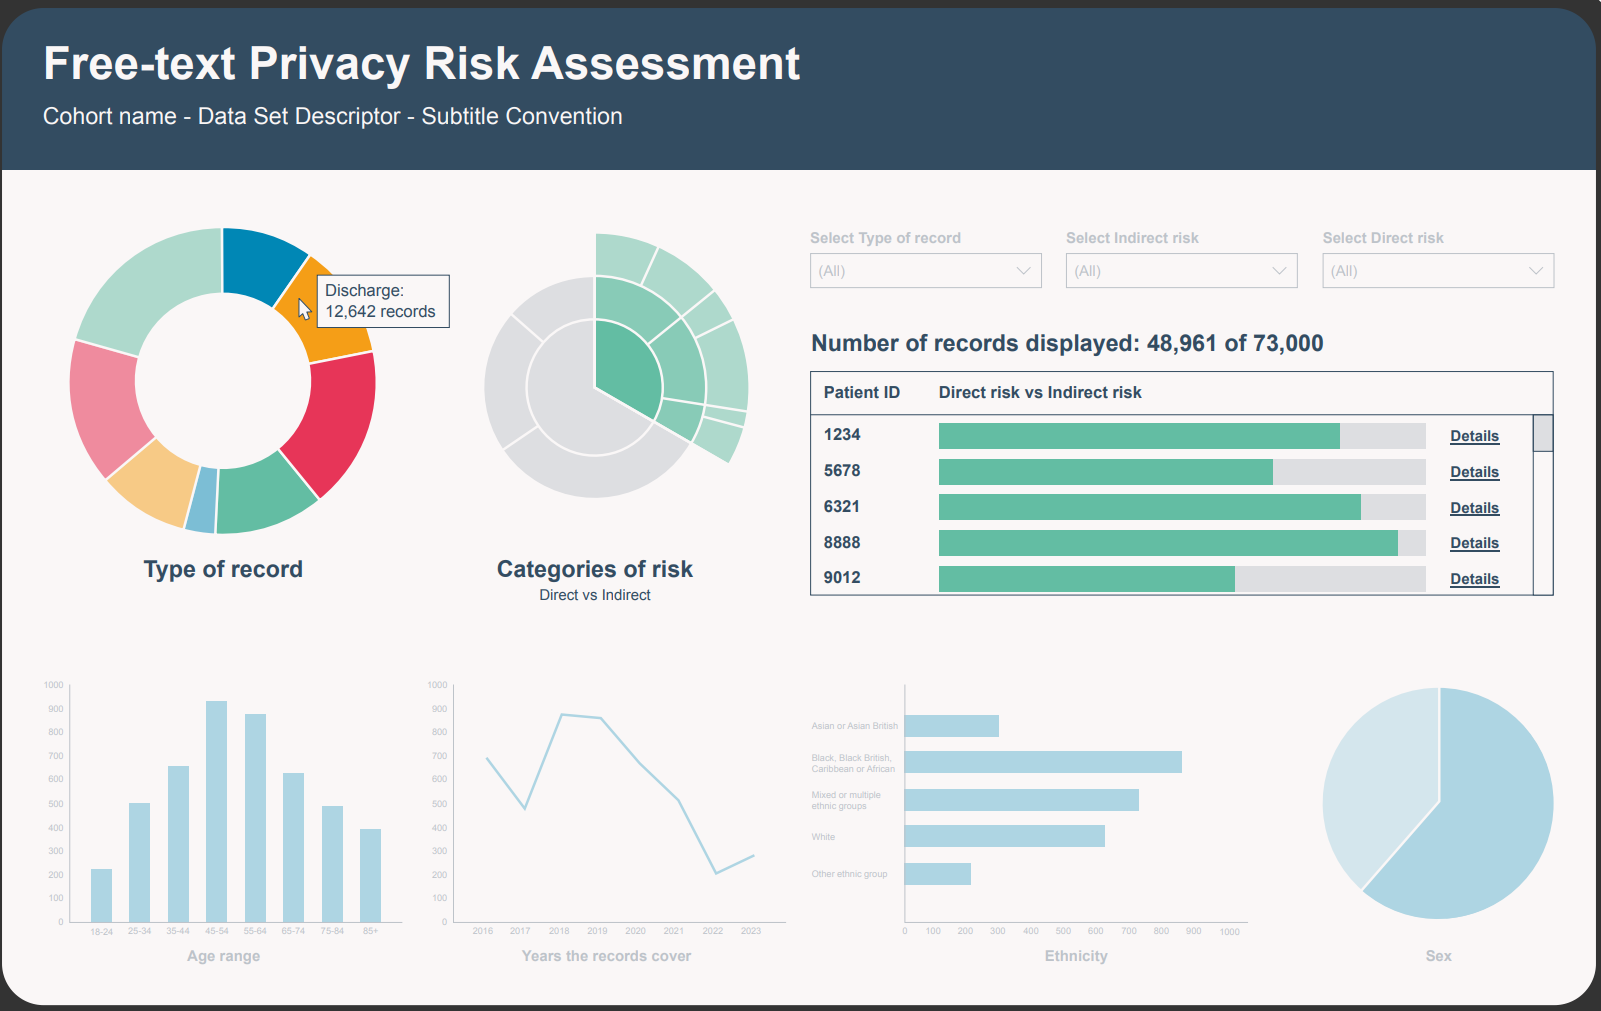 Free-text Privacy Risk Assessment
Cohort name - Data Set Descriptor - Subtitle Convention
Discharge:
12,642 records
Type of record
Categories of risk
Direct vs Indirect
Select Type of record
(All)
Select Indirect risk
(All)
Select Direct risk
(All)
Number of records displayed: 48,961 of 73,000
Patient ID Direct risk vs Indirect risk
1234 Details
5678 Details
6321 Details
8888 Details
9012 Details
1000
900
800
700
600
500
400
300
200
100
0
18-24 25-34 35-44 45-54 55-64 65-74 75-84 85+
Age range
1000
900
800
700
600
500
400
300
200
100
0
2016 2017 2018 2019 2020 2021 2022 2023
Years the records cover
Asian or Asian British
Black, Black British,
Caribbean or African
Mixed or multiple
ethnic groups
White
Other ethnic group
0 100 200 300 400 500 600 700 800 900 1000
Ethnicity
Sex